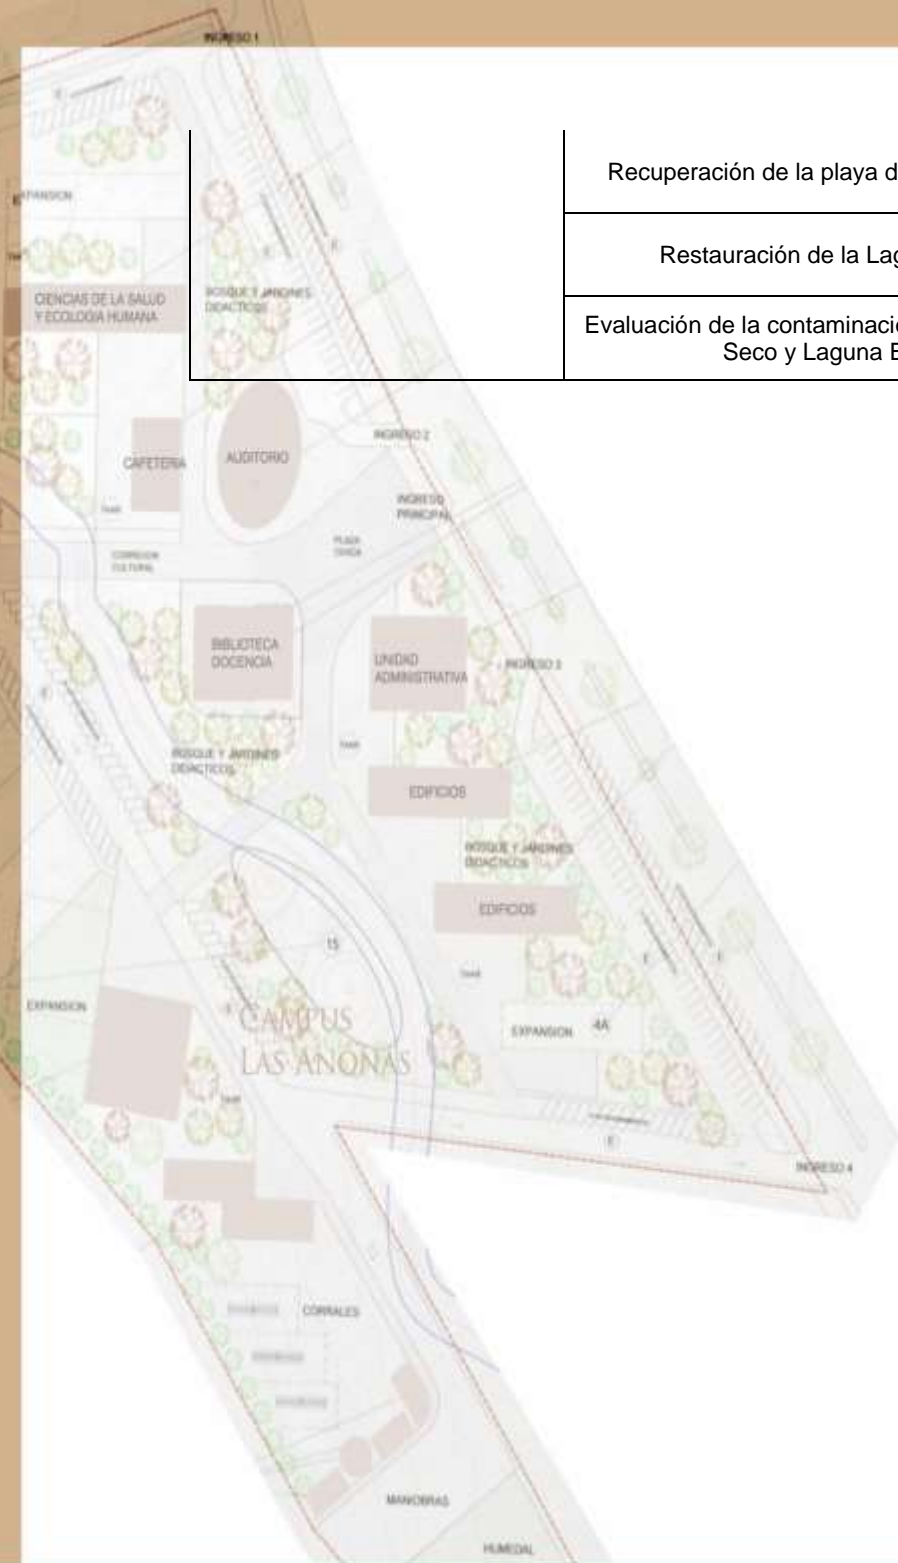 INGRESO 1
Recuperación de la playa d
EXPANSION
Restauración de la Lag
CIENCIAS DE LA SALUD
Y ECOLOGIA HUMANA
BOSQUE Y JARDINES
DIDACTICOS
Evaluación de la contaminació
Seco y Laguna E
INGRESO 2
CAFETERIA
AUDITORIO
INGRESO
PRINCIPAL
PLAZA
CIVICA
CORREDOR
CULTURAL
BIBLIOTECA
DOCENCIA
UNIDAD
ADMINISTRATIVA
INGRESO 3
BOSQUE Y JARDINES
DIDACTICOS
EDIFICIOS
BOSQUE Y JARDINES
DIDACTICOS
EDIFICIOS
15
EXPANSION
CAMPUS
LAS ANONAS
EXPANSION 4A
INGRESO 4
CORRALES
MANIOBRAS
HUMEDAL